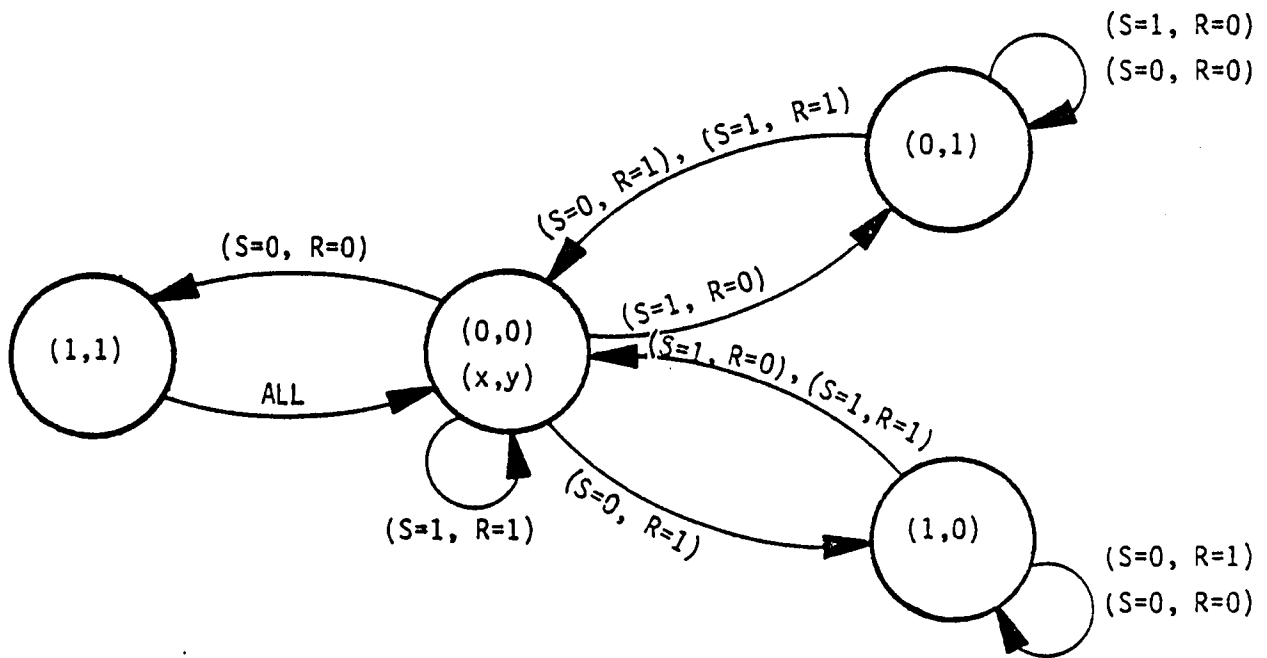 (S=1, R=0)
(S=0, R=0)
(S=0, R=1), (S=1, R=1)
(0,1)
(S=0, R=0)
(S=1, R=0)
(1,1)
(0,0)
(x,y)
(S=1, R=0), (S=1,R=1)
ALL
(S=0, R=1)
(S=1, R=1)
(1,0)
(S=0, R=1)
(S=0, R=0)